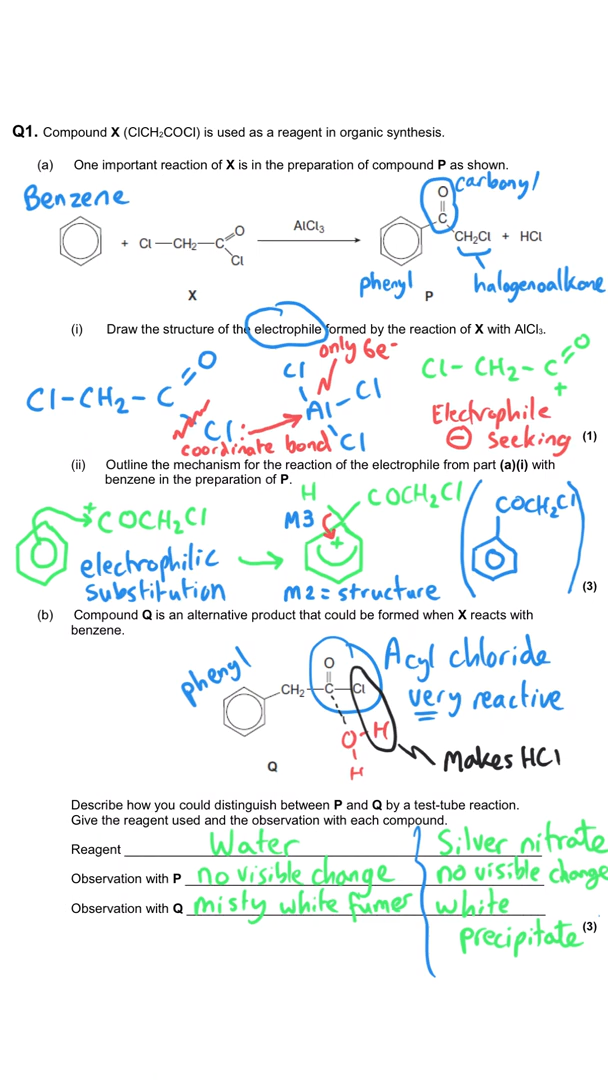 Q1. Compound X (ClCH₂COCl) is used as a reagent in organic synthesis.
(a) One important reaction of X is in the preparation of compound P as shown.
Benzene
carbonyl
O
C
+ Cl—CH₂—C
O
Cl
AlCl₃
CH₂Cl + HCl
phenyl
halogenoalkane
X
P
(i) Draw the structure of the electrophile formed by the reaction of X with AlCl₃.
only 6e-
Cl-CH₂-C
=O
Cl:
Cl
Al-Cl
Cl
coordinate bond
Cl-CH₂-C
=O
+
Electrophile
⊖ seeking
(1)
(ii) Outline the mechanism for the reaction of the electrophile from part (a)(i) with
benzene in the preparation of P.
+COCH₂Cl
H
COCH₂Cl
M3
+
(COCH₂Cl)
electrophilic
substitution
M2 = structure
(3)
(b) Compound Q is an alternative product that could be formed when X reacts with
benzene.
phenyl
O
CH₂—C—Cl
Acyl chloride
very reactive
O-H
H
Makes HCl
Q
Describe how you could distinguish between P and Q by a test-tube reaction.
Give the reagent used and the observation with each compound.
Reagent Water Silver nitrate
Observation with P no visible change no visible change
Observation with Q misty white fumes white
precipitate
(3)